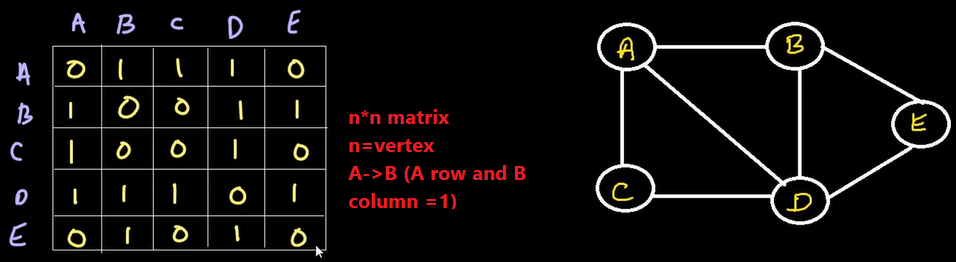 A B C D E
A 0 1 1 1 0
B 1 0 0 1 1
C 1 0 0 1 0
D 1 1 1 0 1
E 0 1 0 1 0
n*n matrix
n=vertex
A->B (A row and B
column =1)
A B
E
C D